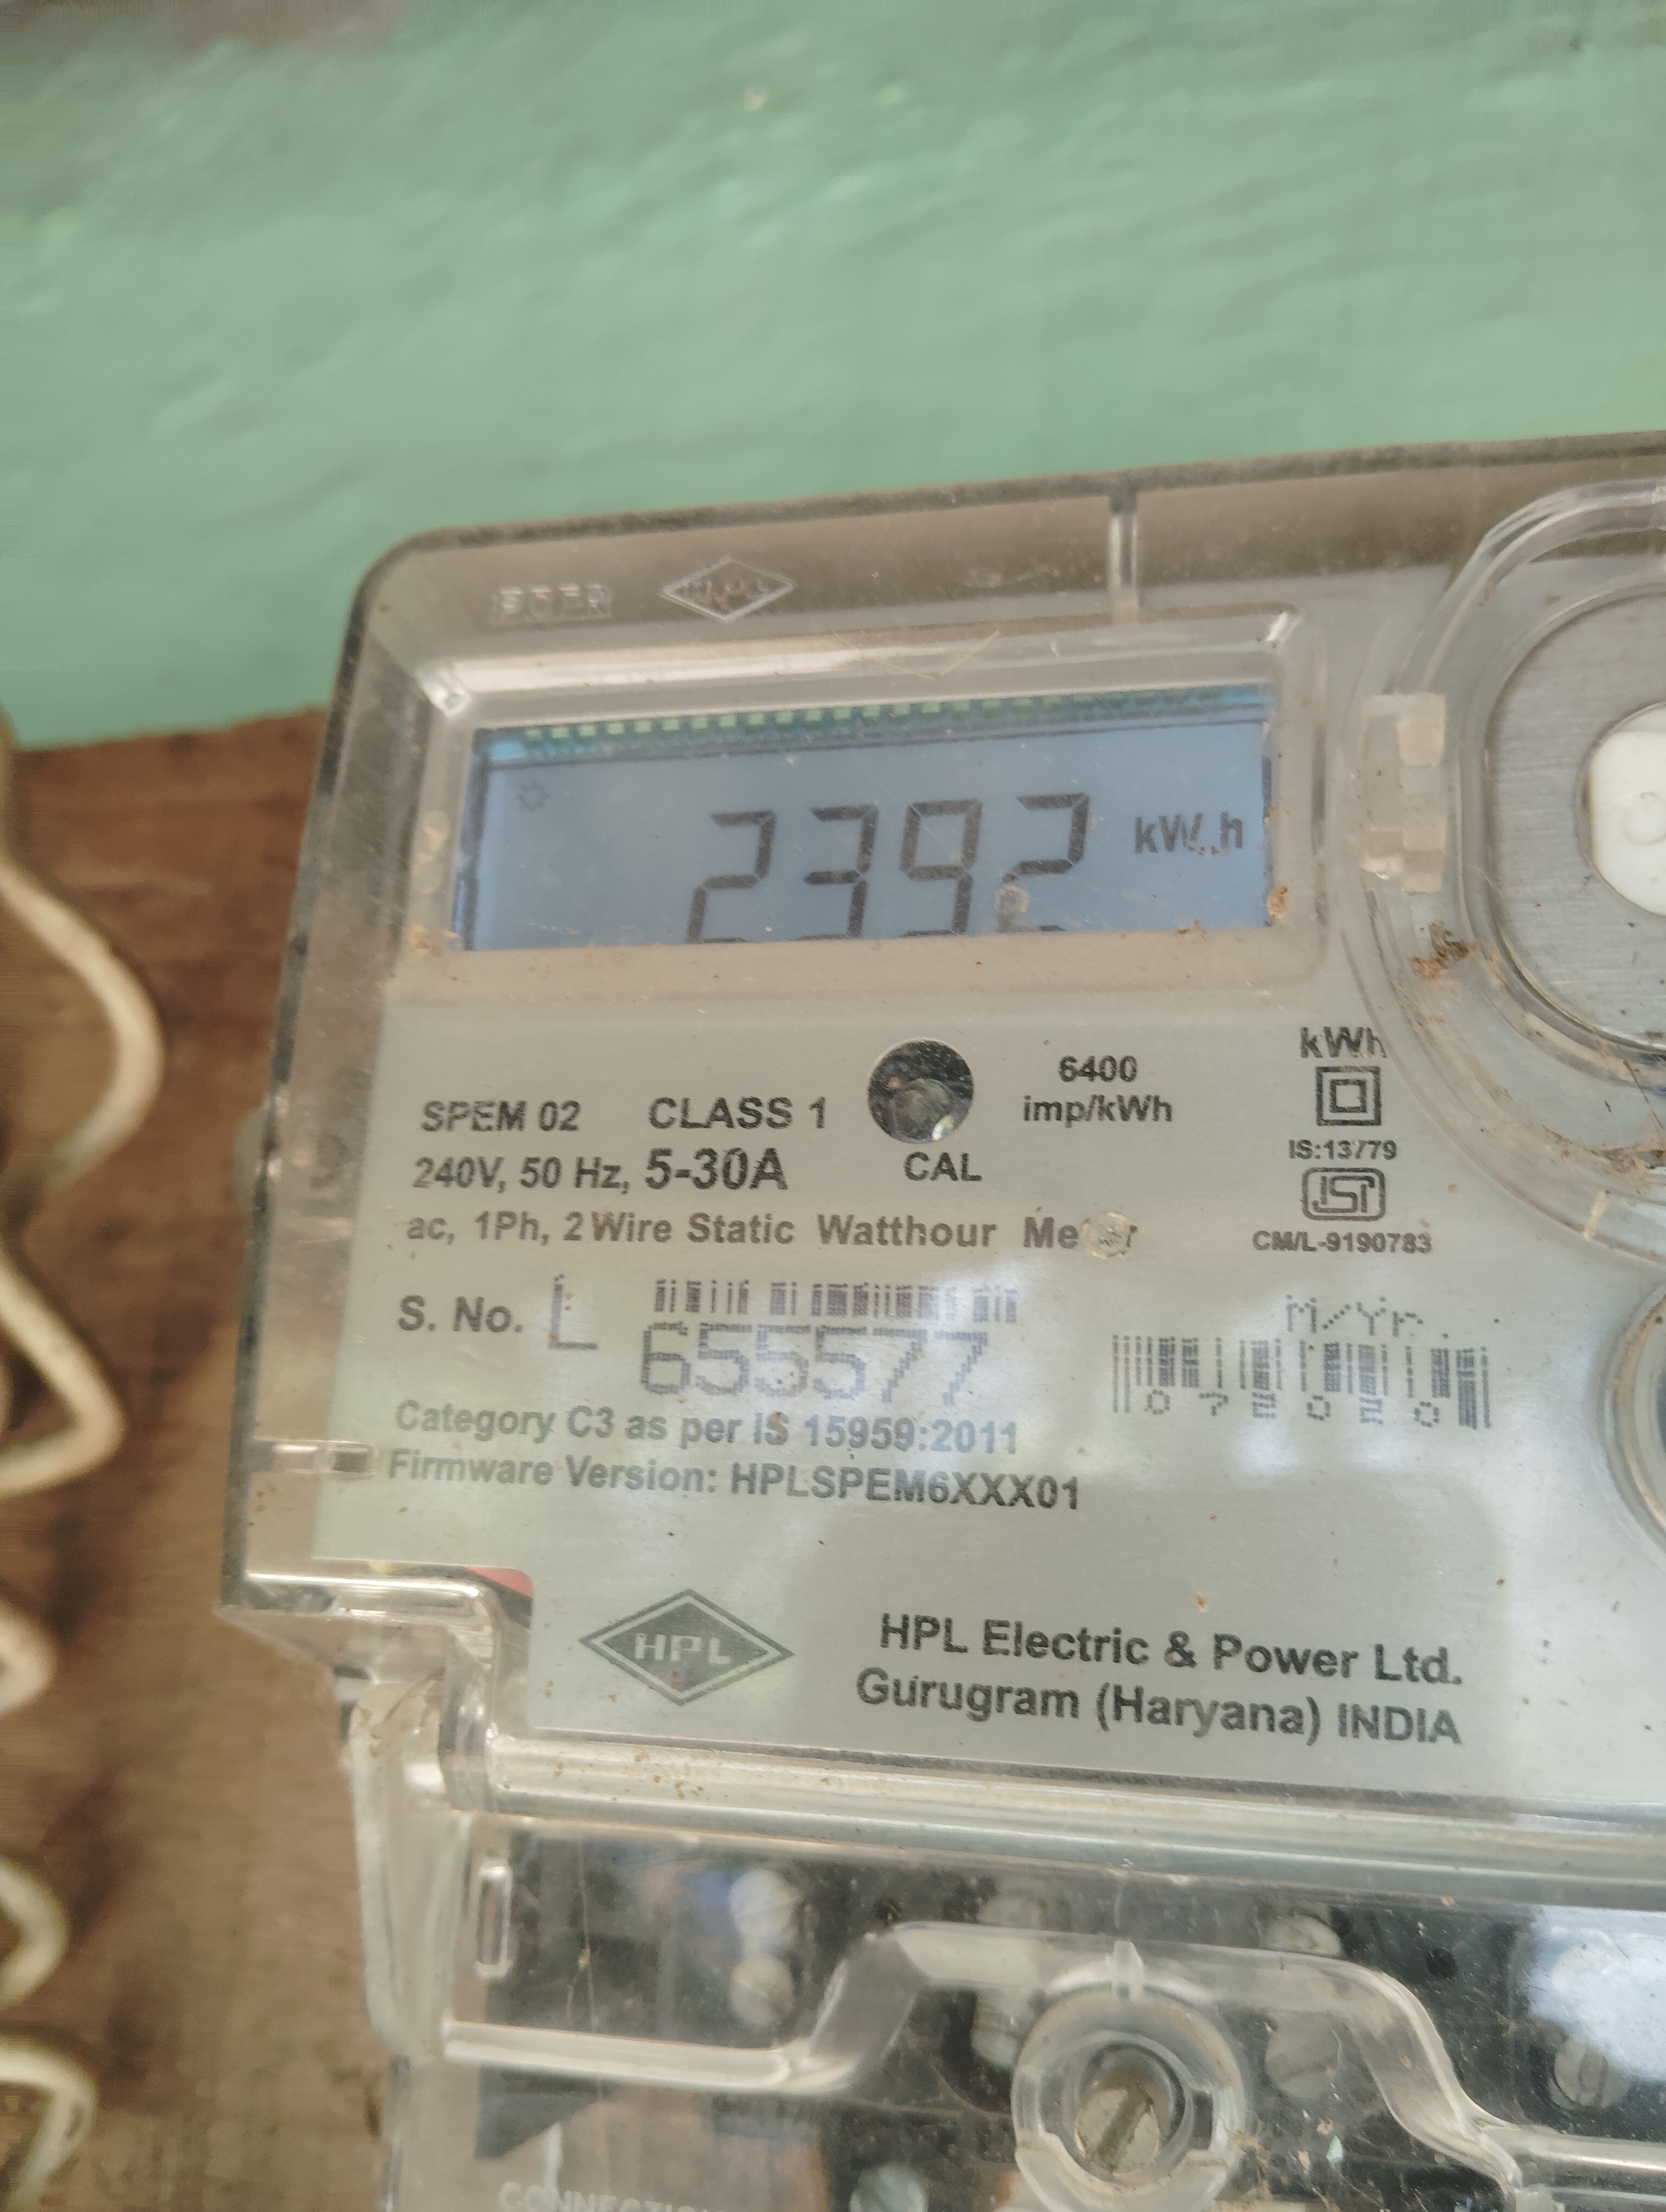 2392 kW.h
6400
imp/kWh
kWh
SPEM 02 CLASS 1
IS:13779
240V, 50 Hz, 5-30A
CAL
ISI
ac, 1Ph, 2 Wire Static Watthour Meter
CM/L-9190783
S. No. L 655577
M/Yr.
072020
Category C3 as per IS 15959:2011
Firmware Version: HPLSPEM6XXX01
HPL
HPL Electric & Power Ltd.
Gurugram (Haryana) INDIA